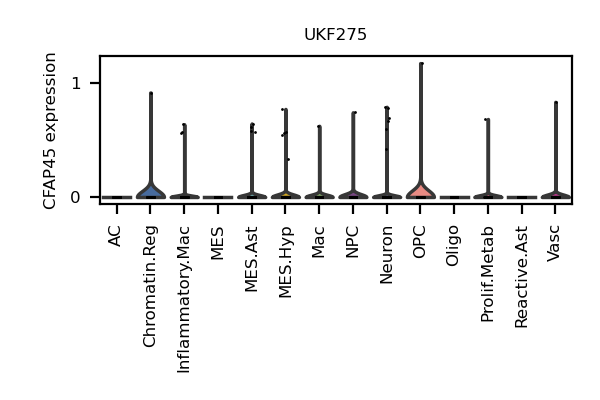 UKF275
CFAP45 expression
1
0
AC
Chromatin.Reg
Inflammatory.Mac
MES
MES.Ast
MES.Hyp
Mac
NPC
Neuron
OPC
Oligo
Prolif.Metab
Reactive.Ast
Vasc